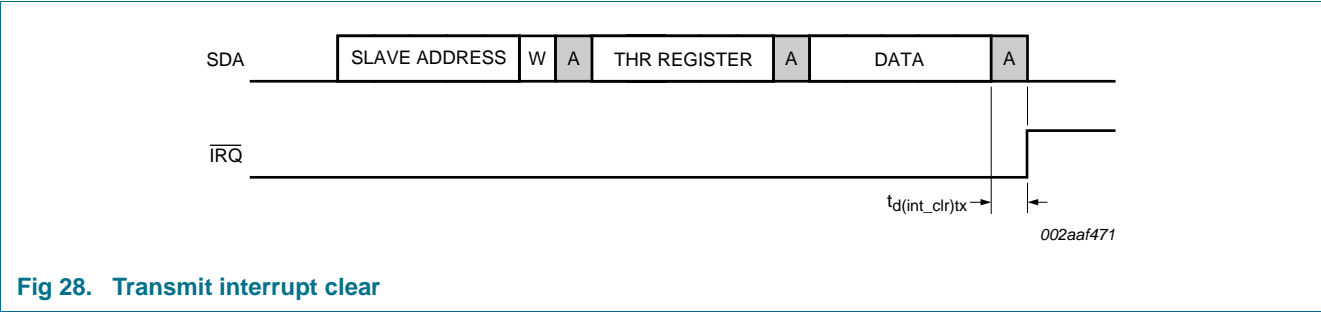 SDA SLAVE ADDRESS W A THR REGISTER A DATA A
IRQ
td(int_clr)tx
002aaf471
Fig 28. Transmit interrupt clear